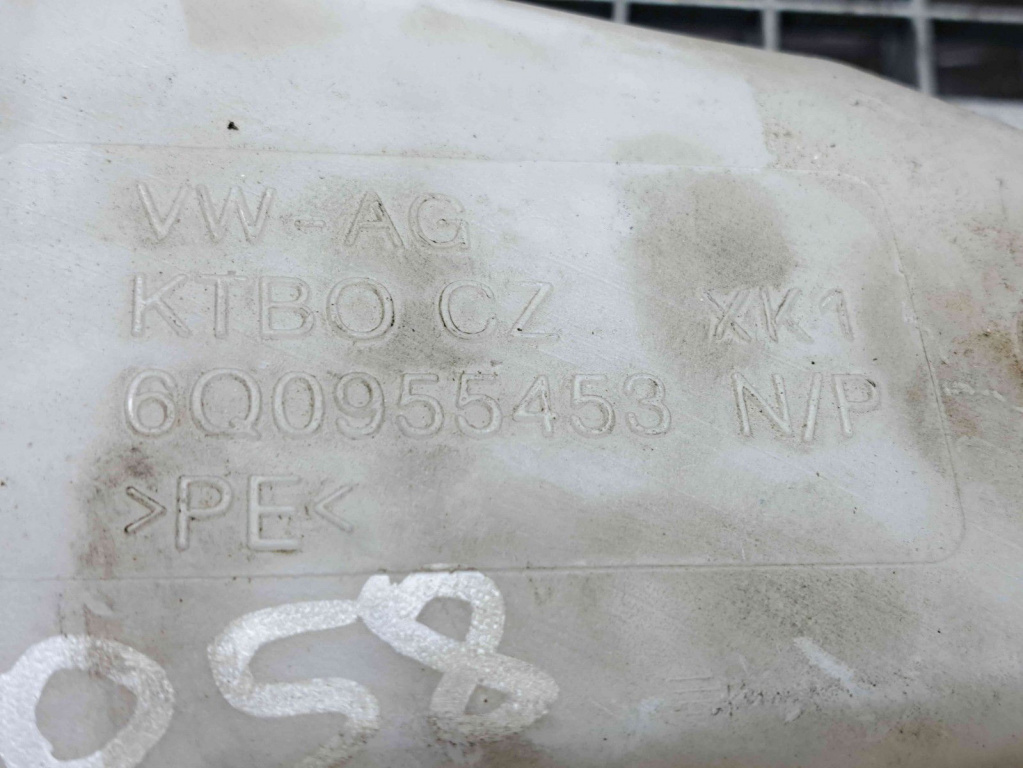 VW-AG
KTBO CZ XK1
6Q0955453 N/P
>PE<
058